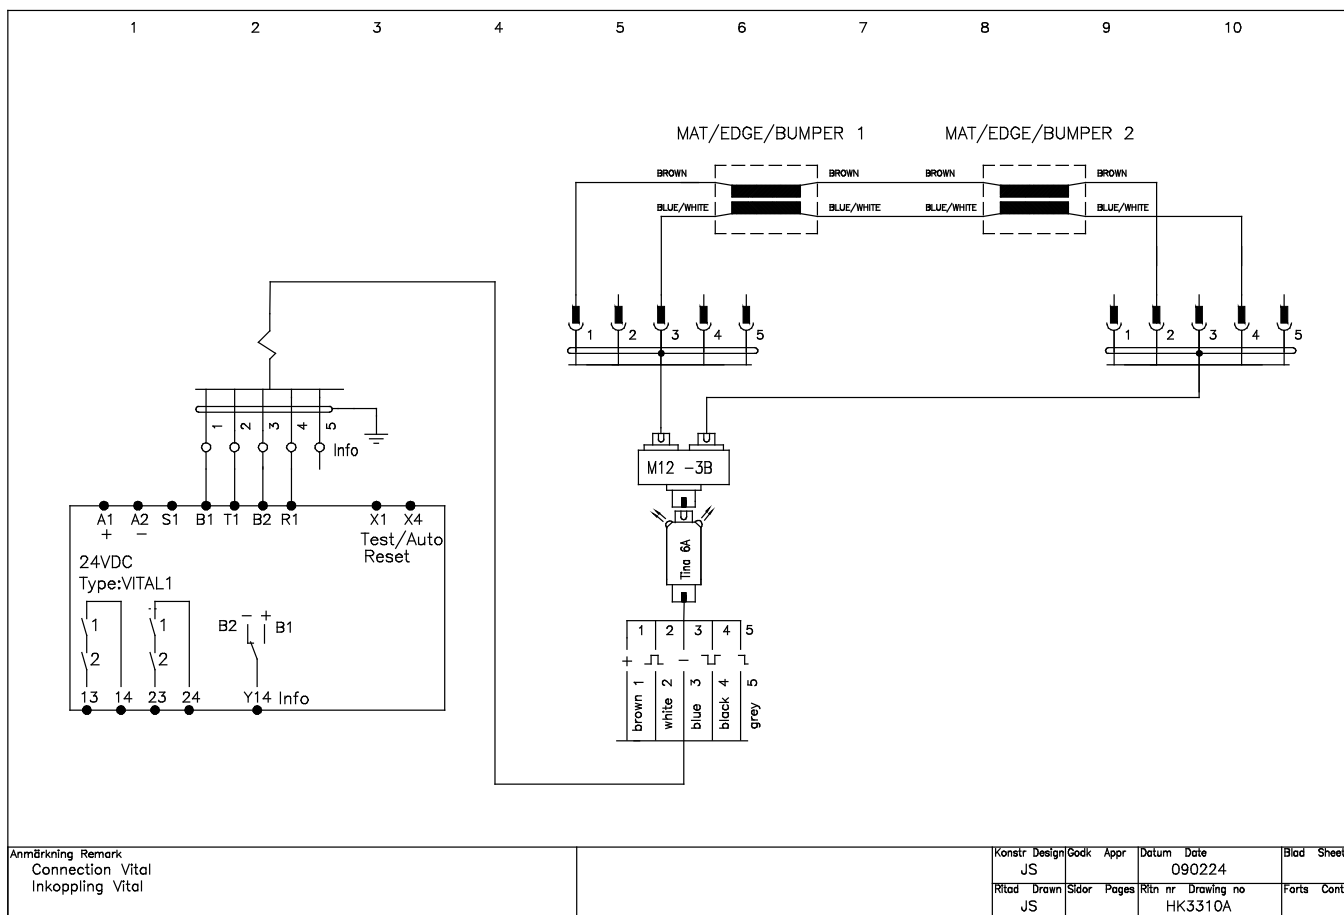 1 2 3 4 5 6 7 8 9 10
MAT/EDGE/BUMPER 1 MAT/EDGE/BUMPER 2
BROWN BROWN BROWN BROWN
BLUE/WHITE BLUE/WHITE BLUE/WHITE BLUE/WHITE
1 2 3 4 5 1 2 3 4 5
1 2 3 4 5
Info
M12 -3B
A1 A2 S1 B1 T1 B2 R1 X1 X4
+ -
Test/Auto
Reset
Tina 6A
24VDC
Type:VITAL1
1 1 B2 - + B1
2 2
13 14 23 24 Y14 Info
1 2 3 4 5
+ -
brown 1
white 2
blue 3
black 4
grey 5
Anmärkning Remark
Connection Vital
Inkoppling Vital
Konstr Design Godk Appr Datum Date Blad Sheet
JS 090224
Ritad Drawn Sidor Pages Ritn nr Drawing no Forts Cont
JS HK3310A